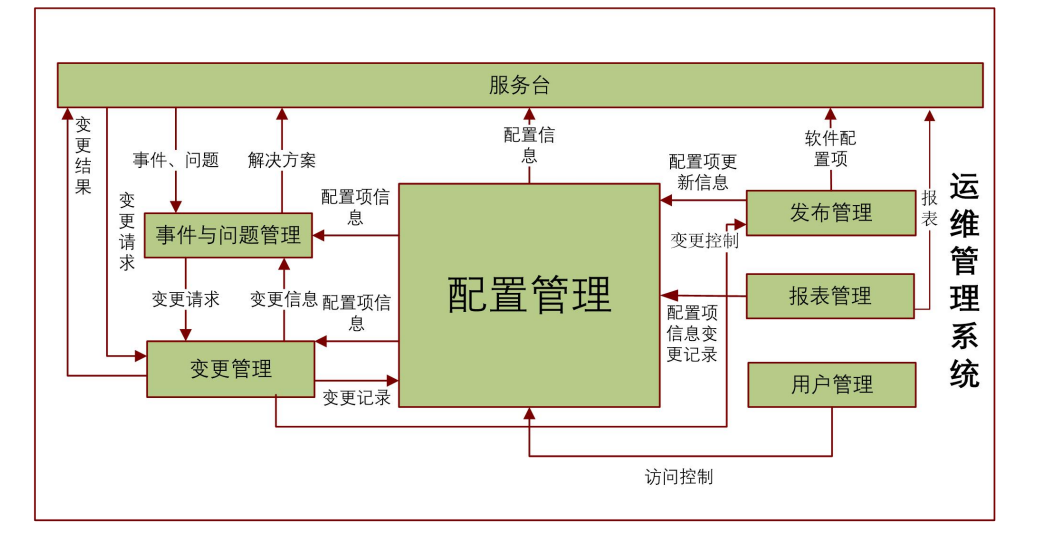 服务台
变更结果
事件、问题
解决方案
配置信
息
软件配
置项
配置项更
新信息
变更请求
配置项信
息
事件与问题管理
发布管理
报表
运维管理系统
变更控制
配置管理
变更请求
变更信息
配置项信
息
报表管理
配置项
信息变
更记录
变更管理
变更记录
用户管理
访问控制